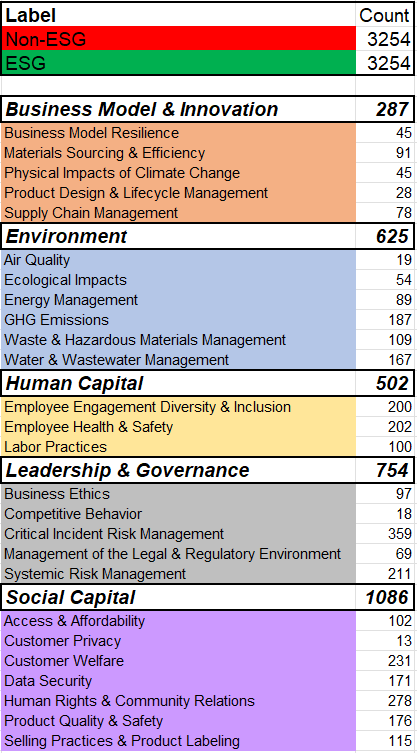 Label Count
Non-ESG 3254
ESG 3254
Business Model & Innovation 287
Business Model Resilience 45
Materials Sourcing & Efficiency 91
Physical Impacts of Climate Change 45
Product Design & Lifecycle Management 28
Supply Chain Management 78
Environment 625
Air Quality 19
Ecological Impacts 54
Energy Management 89
GHG Emissions 187
Waste & Hazardous Materials Management 109
Water & Wastewater Management 167
Human Capital 502
Employee Engagement Diversity & Inclusion 200
Employee Health & Safety 202
Labor Practices 100
Leadership & Governance 754
Business Ethics 97
Competitive Behavior 18
Critical Incident Risk Management 359
Management of the Legal & Regulatory Environment 69
Systemic Risk Management 211
Social Capital 1086
Access & Affordability 102
Customer Privacy 13
Customer Welfare 231
Data Security 171
Human Rights & Community Relations 278
Product Quality & Safety 176
Selling Practices & Product Labeling 115